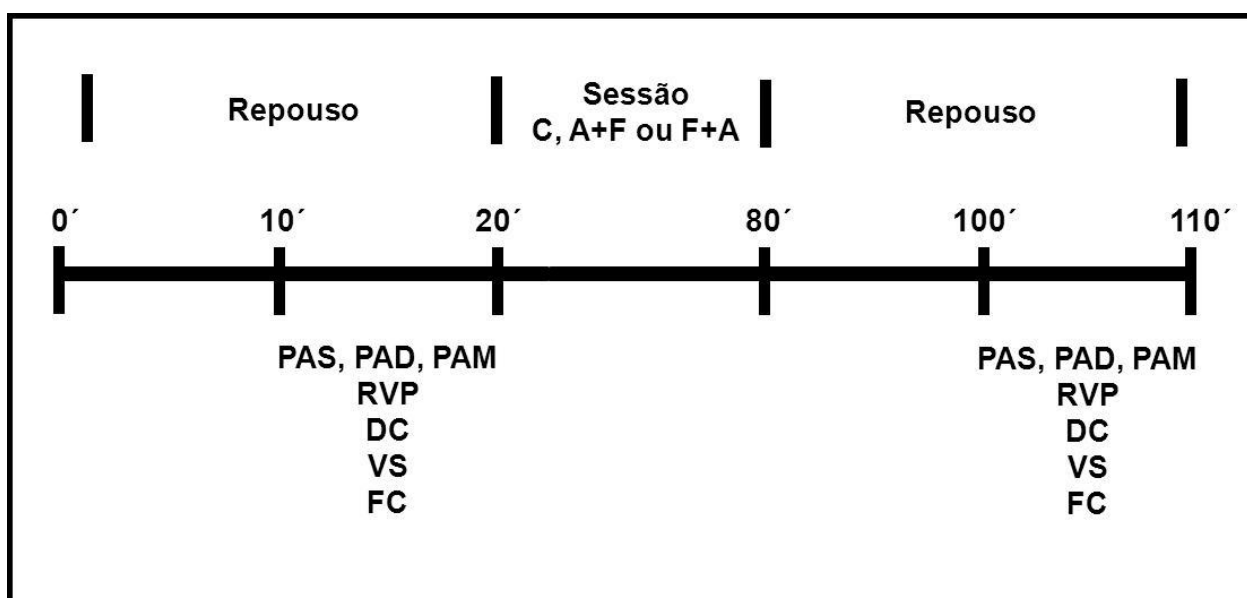 Repouso
Sessão
C, A+F ou F+A
Repouso
0´ 10´ 20´ 80´ 100´ 110´
PAS, PAD, PAM
RVP
DC
VS
FC
PAS, PAD, PAM
RVP
DC
VS
FC